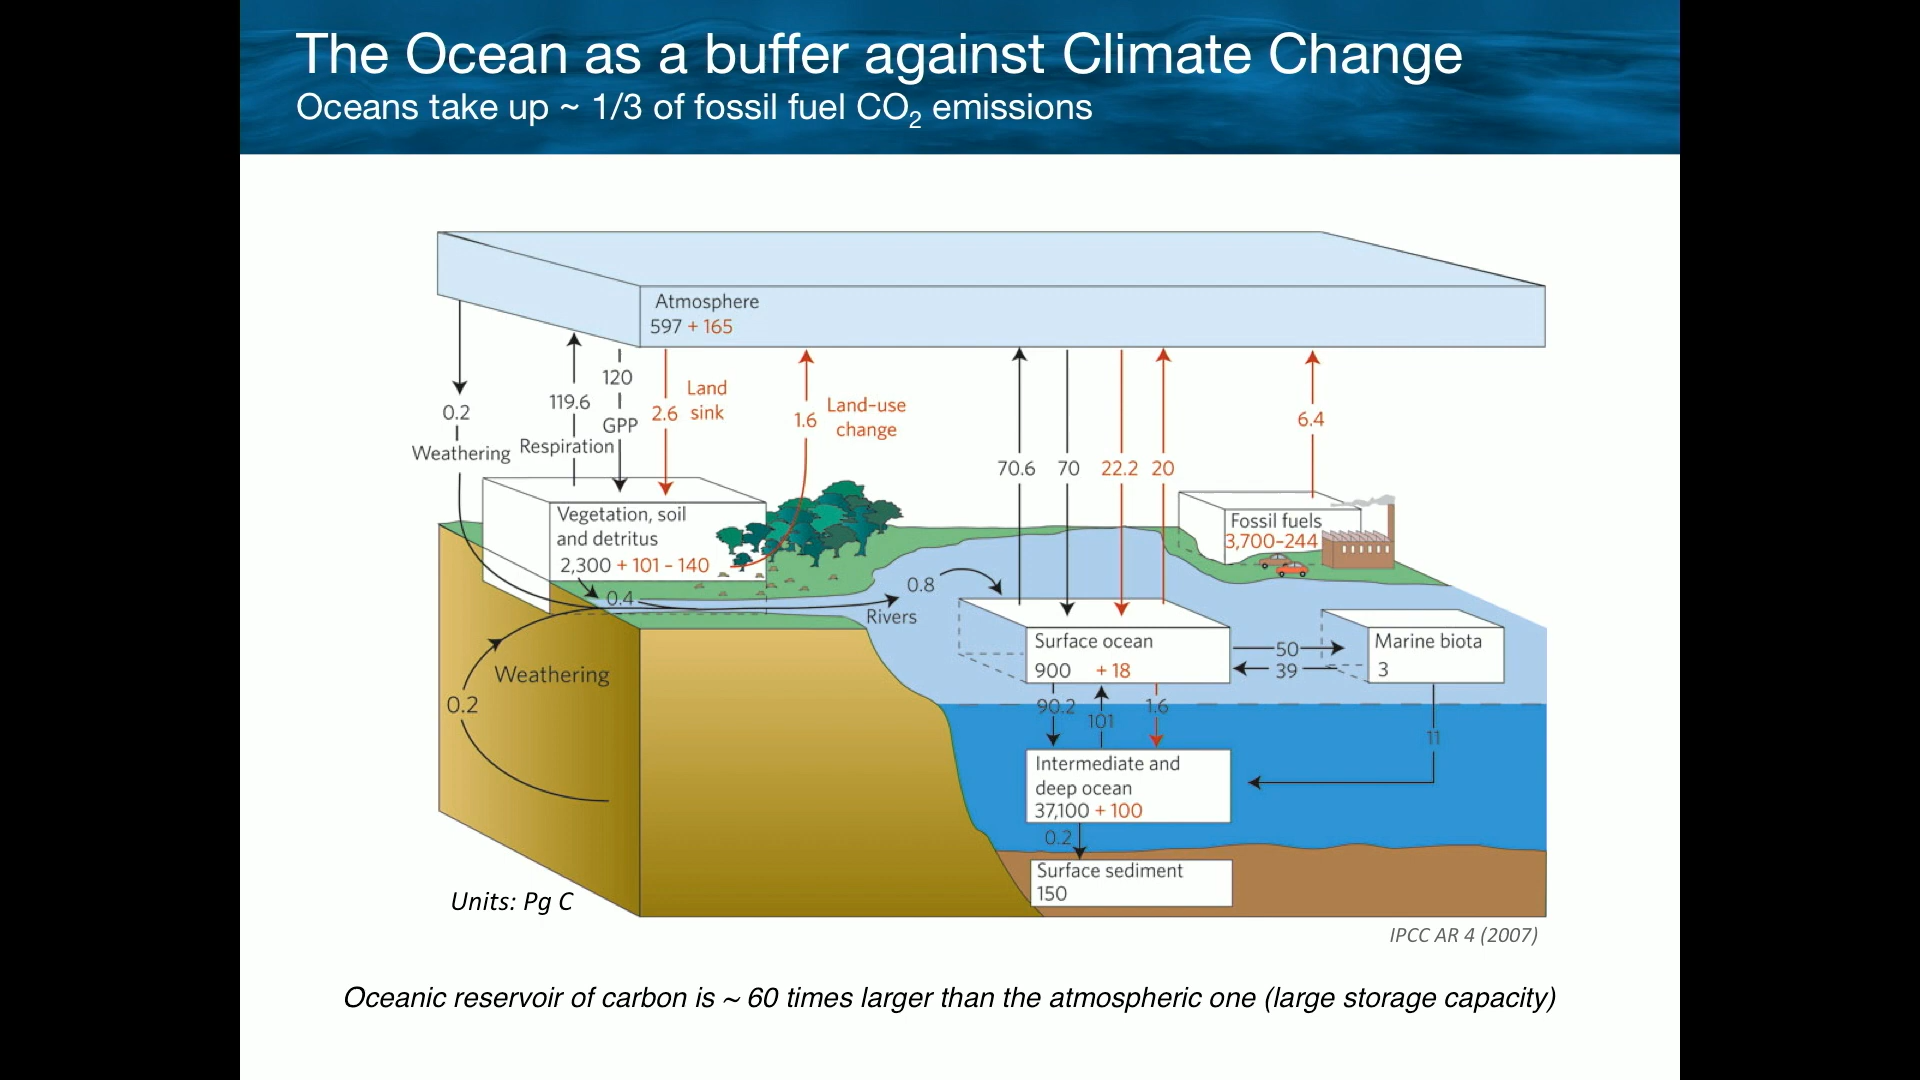 The Ocean as a buffer against Climate Change
Oceans take up ~ 1/3 of fossil fuel CO₂ emissions
Atmosphere
597 + 165
0.2
Weathering
119.6
Respiration
120
GPP
2.6
Land
sink
1.6
Land-use
change
70.6
70
22.2
20
6.4
Vegetation, soil
and detritus
2,300 + 101 - 140
Fossil fuels
3,700-244
0.4
0.8
Rivers
Weathering
0.2
Surface ocean
900 + 18
50
39
Marine biota
3
90.2
101
1.6
11
Intermediate and
deep ocean
37,100 + 100
0.2
Surface sediment
150
Units: Pg C
IPCC AR 4 (2007)
Oceanic reservoir of carbon is ~ 60 times larger than the atmospheric one (large storage capacity)